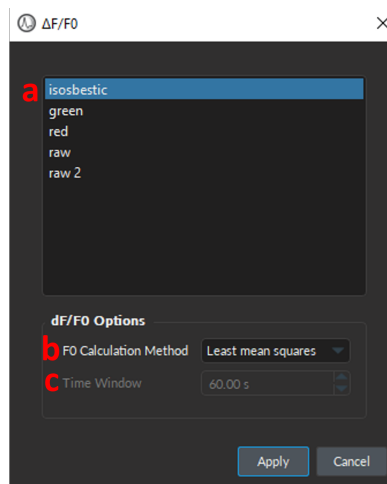 ΔF/F0
a
isosbestic
green
red
raw
raw 2
dF/F0 Options
b F0 Calculation Method Least mean squares
c Time Window 60.00 s
Apply Cancel